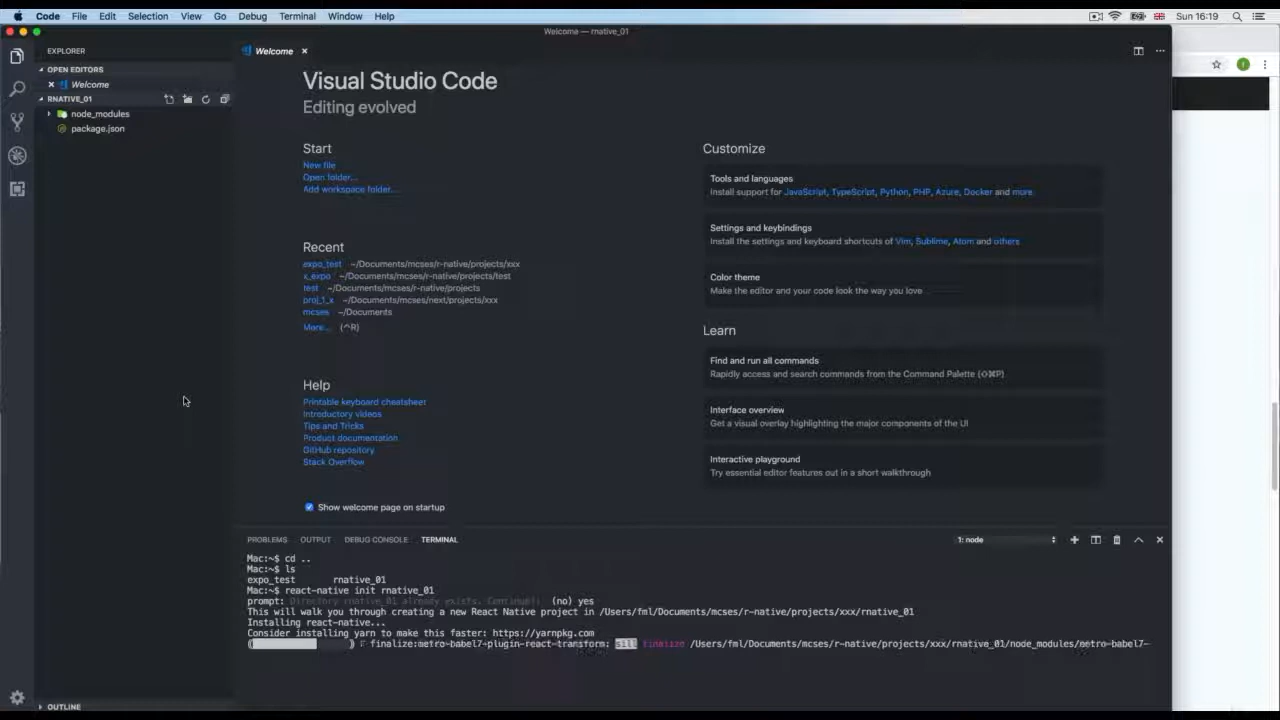 Code File Edit Selection View Go Debug Terminal Window Help Sun 16:19
Welcome — rnative_01
EXPLORER
OPEN EDITORS
Welcome
RNATIVE_01
node_modules
package.json
OUTLINE
Welcome
Visual Studio Code
Editing evolved
Start
New file
Open folder...
Add workspace folder...
Recent
expo_test ~/Documents/mcses/r-native/projects/xxx
x_expo ~/Documents/mcses/r-native/projects/test
test ~/Documents/mcses/r-native/projects
proj_1_x ~/Documents/mcses/next/projects/xxx
mcses ~/Documents
More... (^R)
Help
Printable keyboard cheatsheet
Introductory videos
Tips and Tricks
Product documentation
GitHub repository
Stack Overflow
Show welcome page on startup
Customize
Tools and languages
Install support for JavaScript, TypeScript, Python, PHP, Azure, Docker and more
Settings and keybindings
Install the settings and keyboard shortcuts of Vim, Sublime, Atom and others
Color theme
Make the editor and your code look the way you love
Learn
Find and run all commands
Rapidly access and search commands from the Command Palette (⇧⌘P)
Interface overview
Get a visual overlay highlighting the major components of the UI
Interactive playground
Try essential editor features out in a short walkthrough
PROBLEMS OUTPUT DEBUG CONSOLE TERMINAL 1: node
Mac:~$ cd ..
Mac:~$ ls
expo_test rnative_01
Mac:~$ react-native init rnative_01
prompt: Directory rnative_01 already exists. Continue?: (no) yes
This will walk you through creating a new React Native project in /Users/fml/Documents/mcses/r-native/projects/xxx/rnative_01
Installing react-native...
Consider installing yarn to make this faster: https://yarnpkg.com
finalize:metro-babel7-plugin-react-transform: sill finalize /Users/fml/Documents/mcses/r-native/projects/xxx/rnative_01/node_modules/metro-babel7-